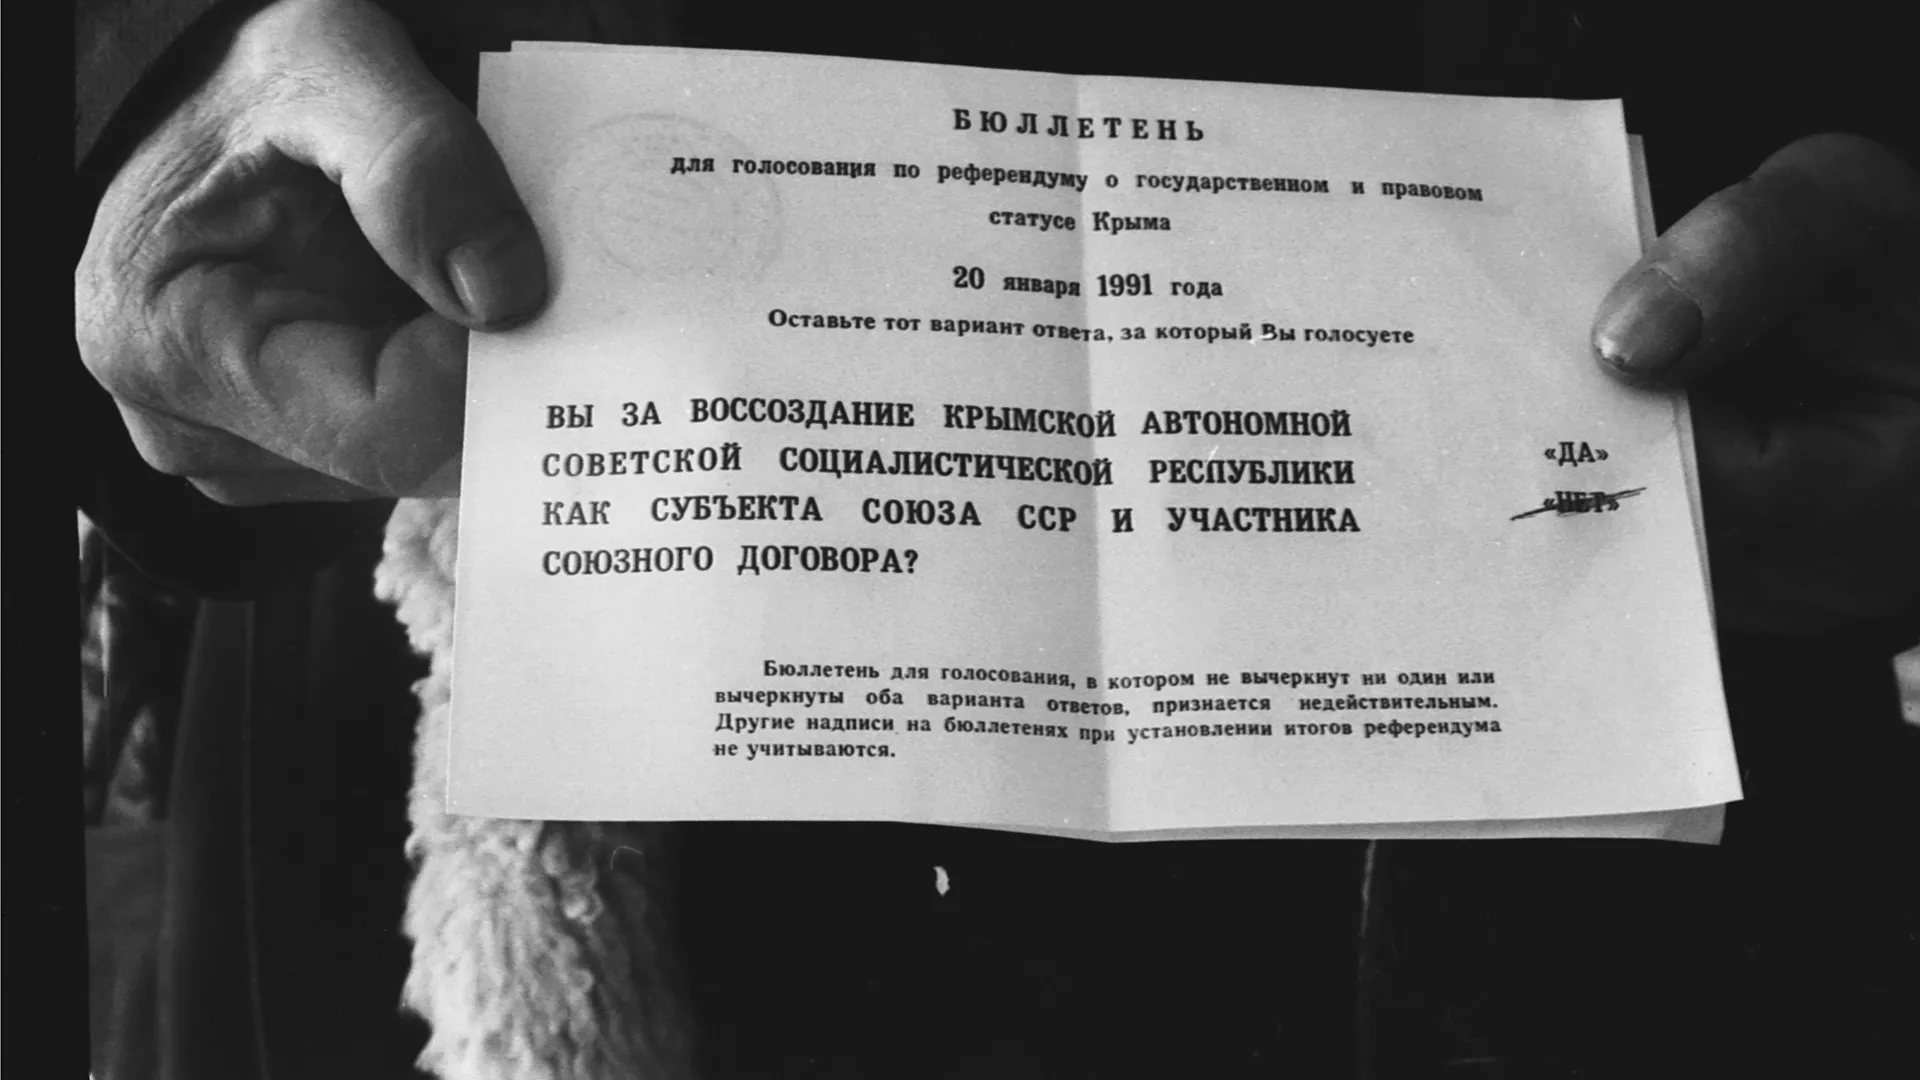 БЮЛЛЕТЕНЬ
для голосования по референдуму о государственном и правовом
статусе Крыма
20 января 1991 года
Оставьте тот вариант ответа, за который Вы голосуете
ВЫ ЗА ВОССОЗДАНИЕ КРЫМСКОЙ АВТОНОМНОЙ
СОВЕТСКОЙ СОЦИАЛИСТИЧЕСКОЙ РЕСПУБЛИКИ
КАК СУБЪЕКТА СОЮЗА ССР И УЧАСТНИКА
СОЮЗНОГО ДОГОВОРА?
«ДА»
«НЕТ»
Бюллетень для голосования, в котором не вычеркнут ни один или
вычеркнуты оба варианта ответов, признается недействительным.
Другие надписи на бюллетенях при установлении итогов референдума
не учитываются.